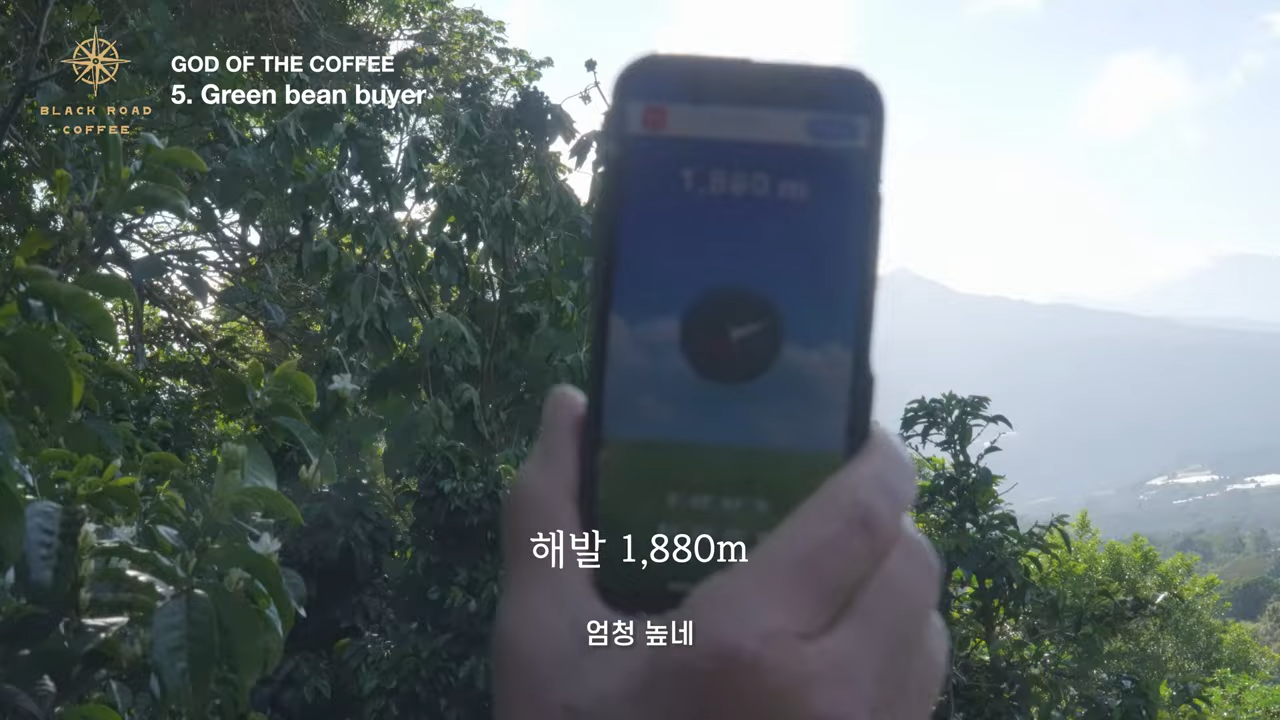 BLACK ROAD
COFFEE
GOD OF THE COFFEE
5. Green bean buyer
1,880 m
해발 1,880m
엄청 높네